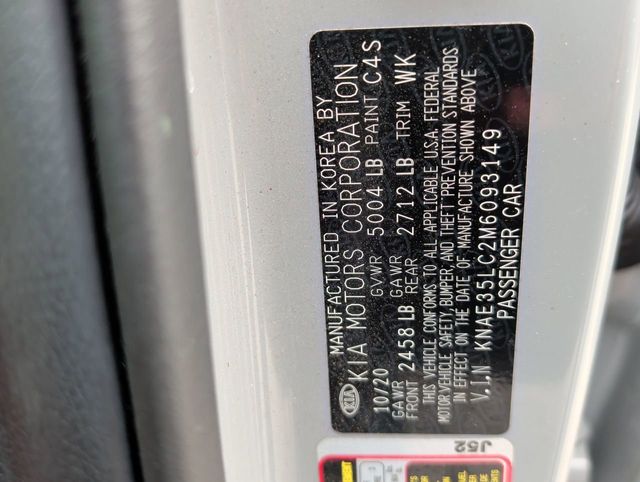 KIA
MANUFACTURED IN KOREA BY
KIA MOTORS CORPORATION
10/20 GVWR 5004 LB PAINT C4S
GAWR FRONT 2458 LB GAWR REAR 2712 LB TRIM WK
THIS VEHICLE CONFORMS TO ALL APPLICABLE U.S.A. FEDERAL
MOTOR VEHICLE SAFETY, BUMPER, AND THEFT PREVENTION STANDARDS
IN EFFECT ON THE DATE OF MANUFACTURE SHOWN ABOVE
V.I.N KNAE35LC2M6093149
PASSENGER CAR
J52